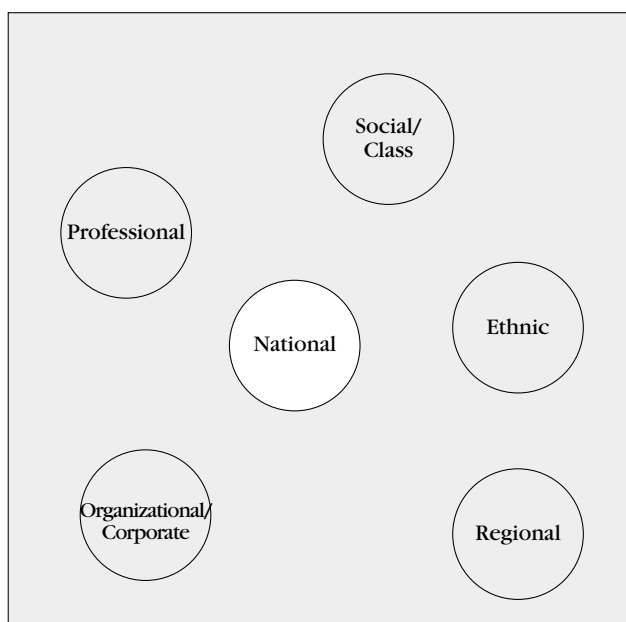 Social/
Class
Professional
National
Ethnic
Organizational/
Corporate
Regional